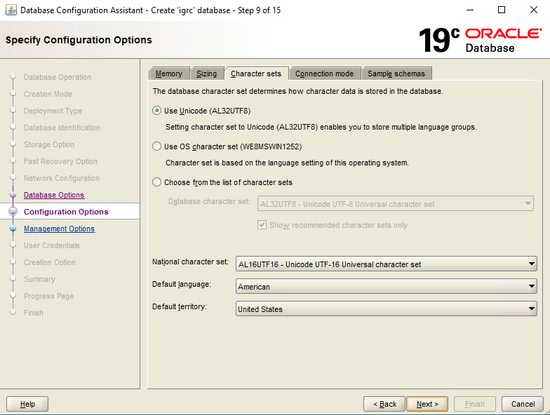 Database Configuration Assistant - Create 'igrc' database - Step 9 of 15
Specify Configuration Options
19c ORACLE
Database
Database Operation
Creation Mode
Deployment Type
Database Identification
Storage Option
Fast Recovery Option
Network Configuration
Database Options
Configuration Options
Management Options
User Credentials
Creation Option
Summary
Progress Page
Finish
Memory Sizing Character sets Connection mode Sample schemas
The database character set determines how character data is stored in the database.
Use Unicode (AL32UTF8)
Setting character set to Unicode (AL32UTF8) enables you to store multiple language groups.
Use OS character set (WE8MSWIN1252)
Character set is based on the language setting of this operating system.
Choose from the list of character sets
Database character set: AL32UTF8 - Unicode UTF-8 Universal character set
Show recommended character sets only
National character set: AL16UTF16 - Unicode UTF-16 Universal character set
Default language: American
Default territory: United States
Help < Back Next > Finish Cancel